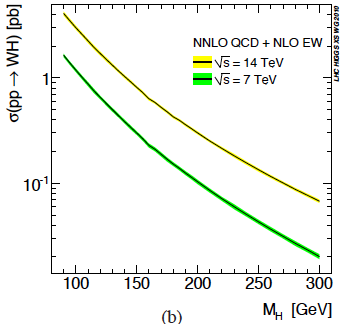 σ(pp → WH) [pb]
1
10⁻¹
NNLO QCD + NLO EW
√s = 14 TeV
√s = 7 TeV
LHC HIGGS XS WG 2010
100 150 200 250 300
M_H [GeV]
(b)